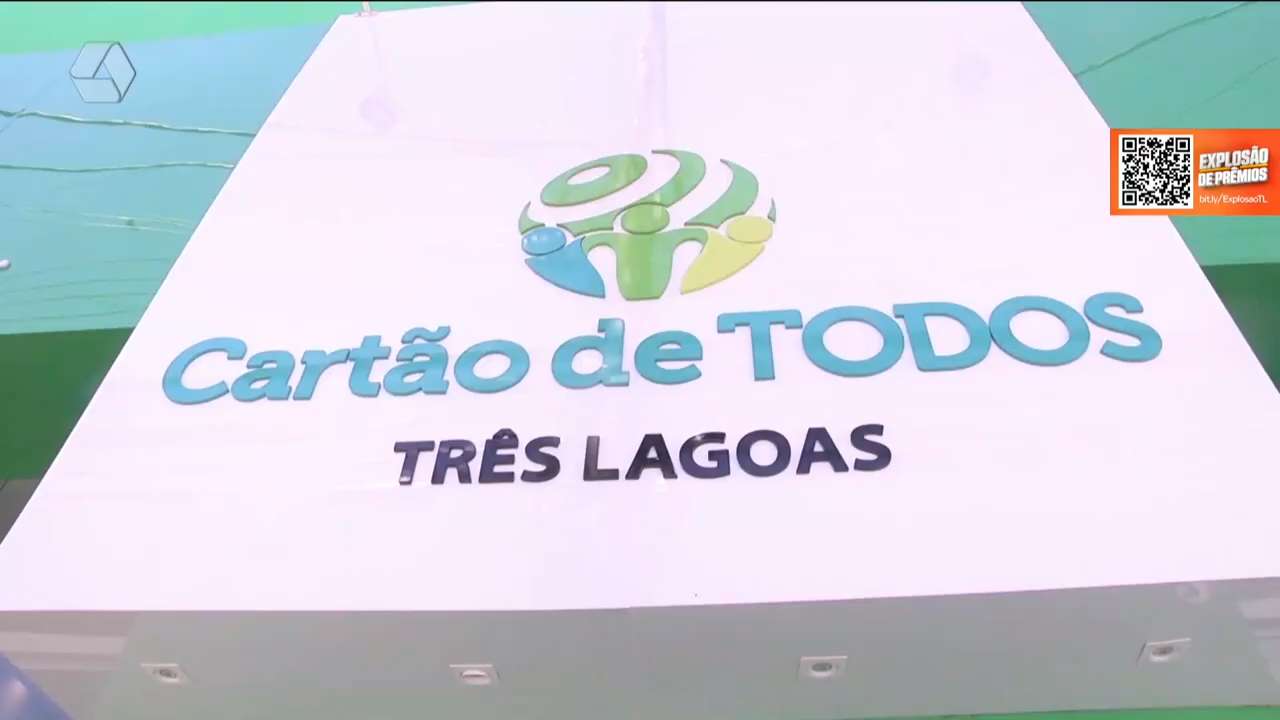 EXPLOSÃO
DE PRÊMIOS
bit.ly/ExplosaoTL
Cartão de TODOS
TRÊS LAGOAS